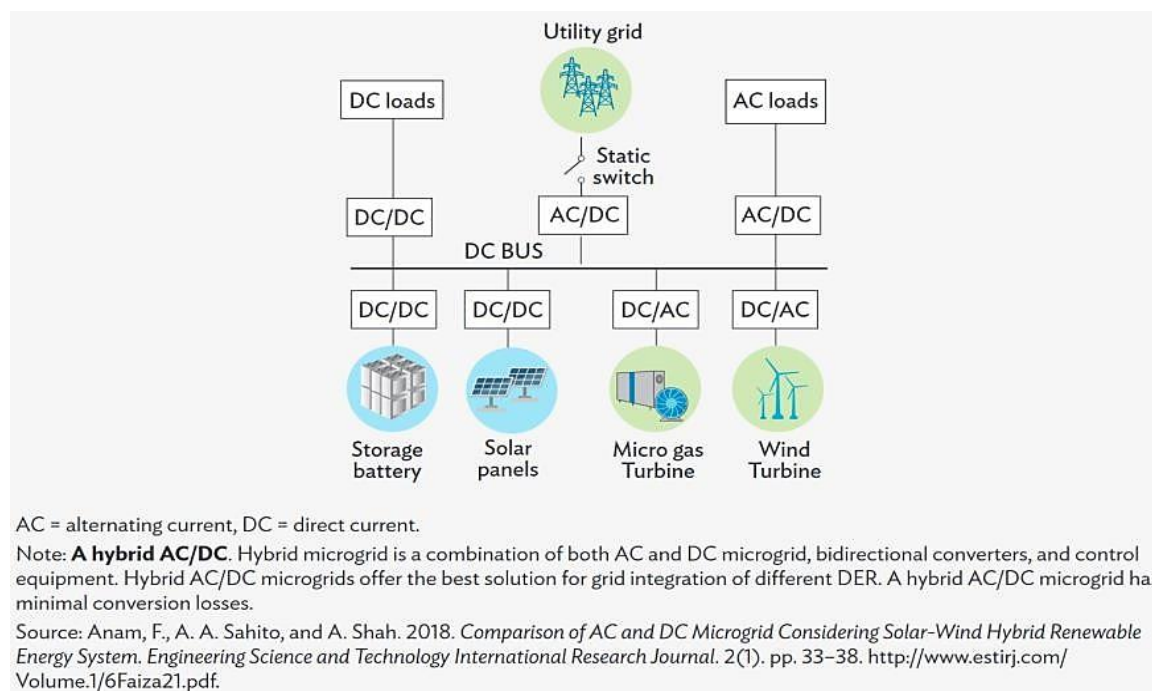 Utility grid
DC loads
AC loads
Static
switch
DC/DC
AC/DC
AC/DC
DC BUS
DC/DC
DC/DC
DC/AC
DC/AC
Storage
battery
Solar
panels
Micro gas
Turbine
Wind
Turbine
AC = alternating current, DC = direct current.
Note: A hybrid AC/DC. Hybrid microgrid is a combination of both AC and DC microgrid, bidirectional converters, and control
equipment. Hybrid AC/DC microgrids offer the best solution for grid integration of different DER. A hybrid AC/DC microgrid ha
minimal conversion losses.
Source: Anam, F., A. A. Sahito, and A. Shah. 2018. Comparison of AC and DC Microgrid Considering Solar-Wind Hybrid Renewable
Energy System. Engineering Science and Technology International Research Journal. 2(1). pp. 33–38. http://www.estirj.com/
Volume.1/6Faiza21.pdf.